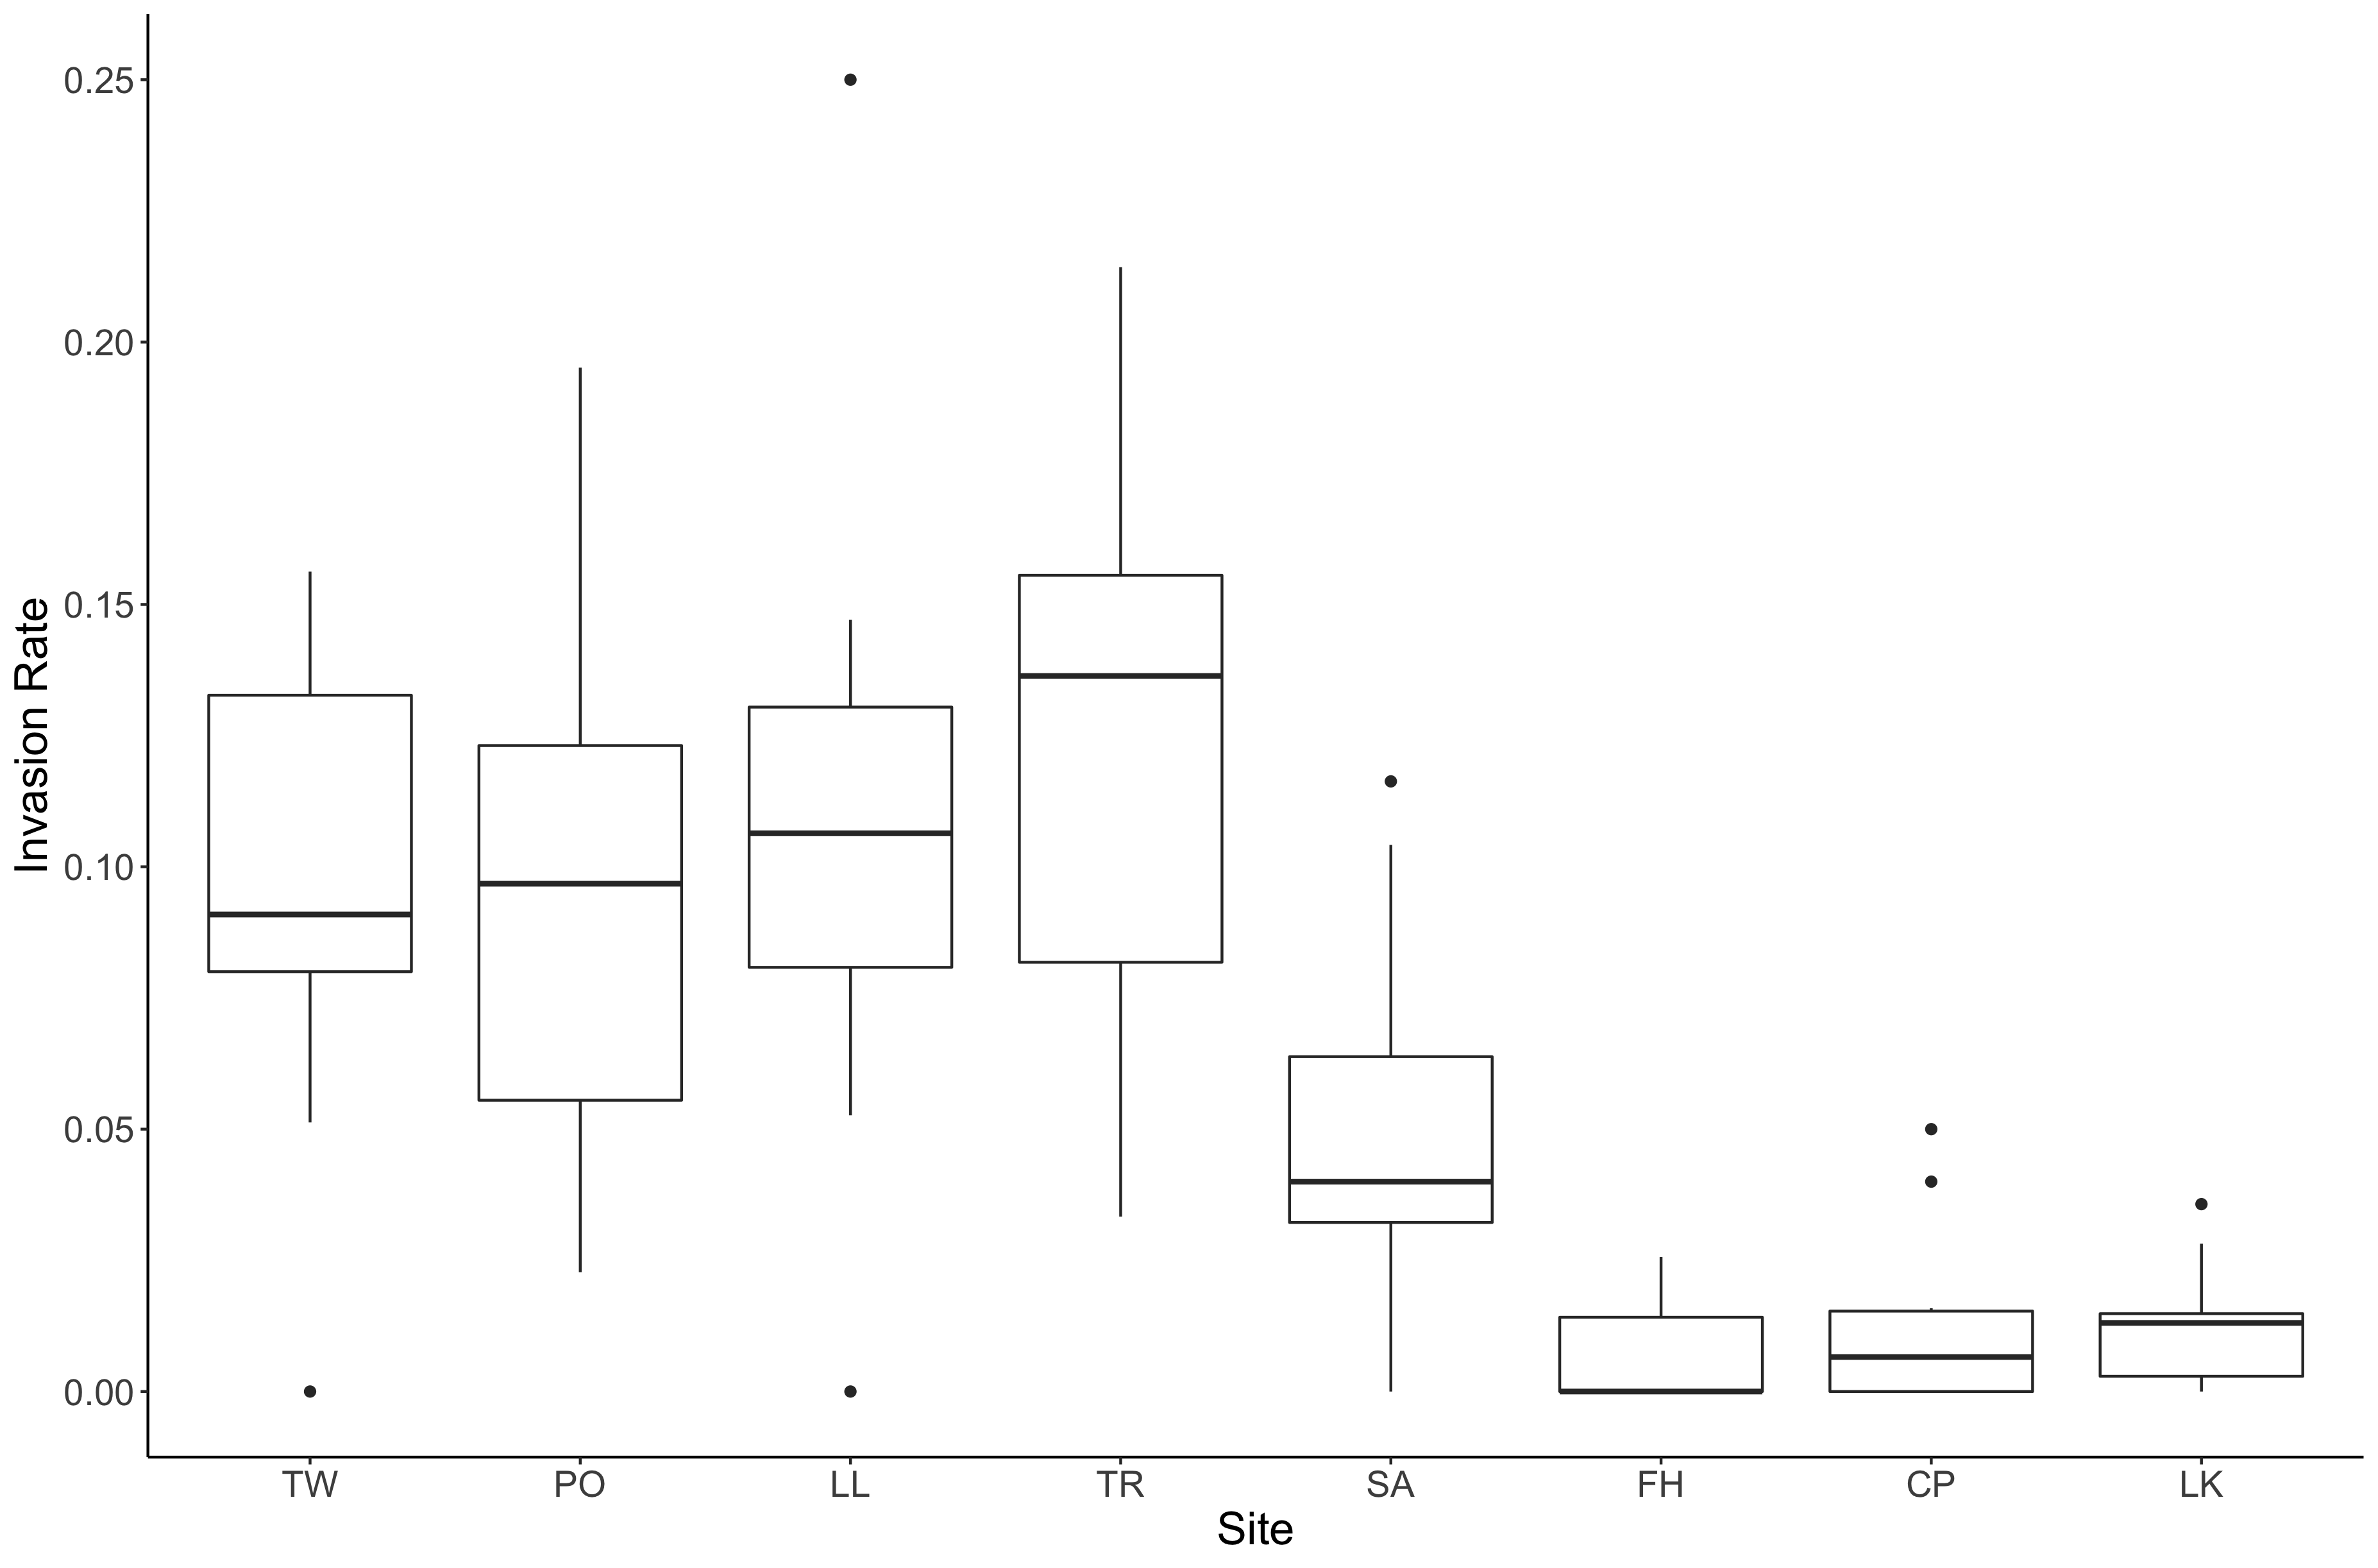 Invasion Rate
0.25
0.20
0.15
0.10
0.05
0.00
TW PO LL TR SA FH CP LK
Site